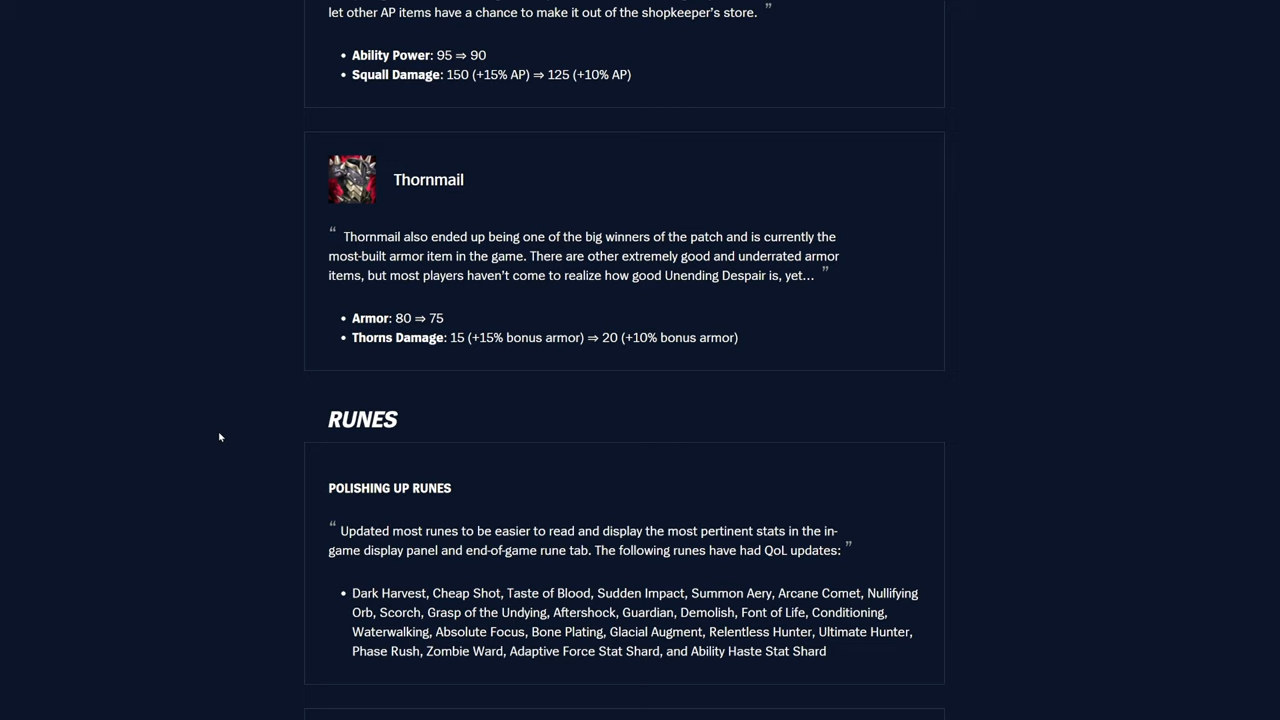 let other AP items have a chance to make it out of the shopkeeper's store. ”
• Ability Power: 95 ⇒ 90
• Squall Damage: 150 (+15% AP) ⇒ 125 (+10% AP)
Thornmail
“ Thornmail also ended up being one of the big winners of the patch and is currently the
most-built armor item in the game. There are other extremely good and underrated armor
items, but most players haven't come to realize how good Unending Despair is, yet... ”
• Armor: 80 ⇒ 75
• Thorns Damage: 15 (+15% bonus armor) ⇒ 20 (+10% bonus armor)
RUNES
POLISHING UP RUNES
“ Updated most runes to be easier to read and display the most pertinent stats in the in-
game display panel and end-of-game rune tab. The following runes have had QoL updates: ”
• Dark Harvest, Cheap Shot, Taste of Blood, Sudden Impact, Summon Aery, Arcane Comet, Nullifying
Orb, Scorch, Grasp of the Undying, Aftershock, Guardian, Demolish, Font of Life, Conditioning,
Waterwalking, Absolute Focus, Bone Plating, Glacial Augment, Relentless Hunter, Ultimate Hunter,
Phase Rush, Zombie Ward, Adaptive Force Stat Shard, and Ability Haste Stat Shard